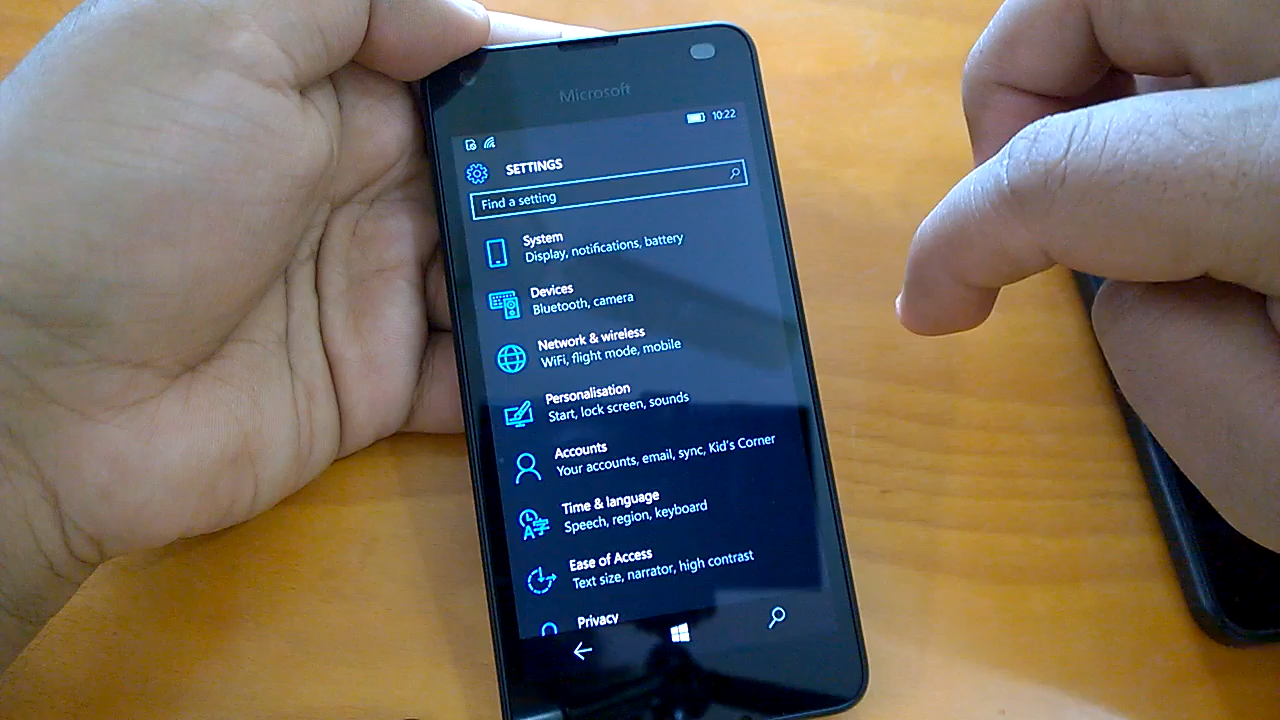 Microsoft
10:22
SETTINGS
Find a setting
System
Display, notifications, battery
Devices
Bluetooth, camera
Network & wireless
WiFi, flight mode, mobile
Personalisation
Start, lock screen, sounds
Accounts
Your accounts, email, sync, Kid's Corner
Time & language
Speech, region, keyboard
Ease of Access
Text size, narrator, high contrast
Privacy